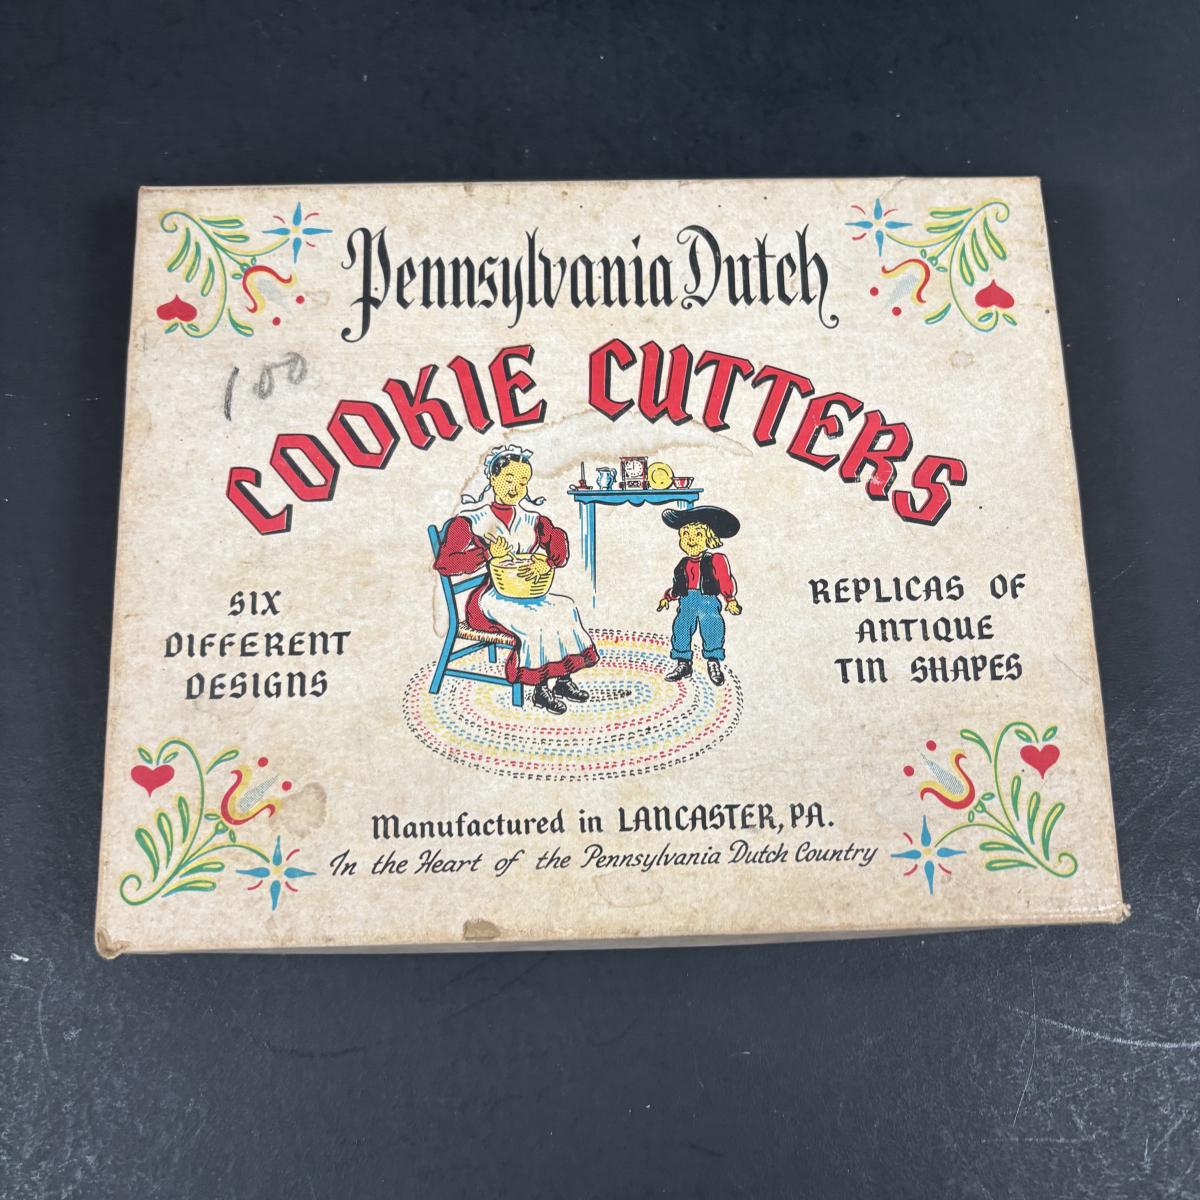 Pennsylvania Dutch
100
COOKIE CUTTERS
SIX
DIFFERENT
DESIGNS
REPLICAS OF
ANTIQUE
TIN SHAPES
Manufactured in LANCASTER, PA.
In the Heart of the Pennsylvania Dutch Country